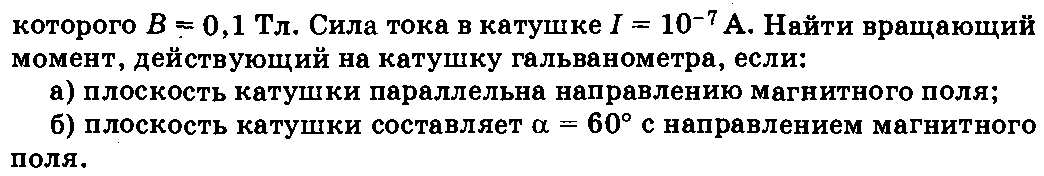 которого B = 0,1 Тл. Сила тока в катушке I = 10⁻⁷ А. Найти вращающий
момент, действующий на катушку гальванометра, если:
а) плоскость катушки параллельна направлению магнитного поля;
б) плоскость катушки составляет α = 60° с направлением магнитного
поля.